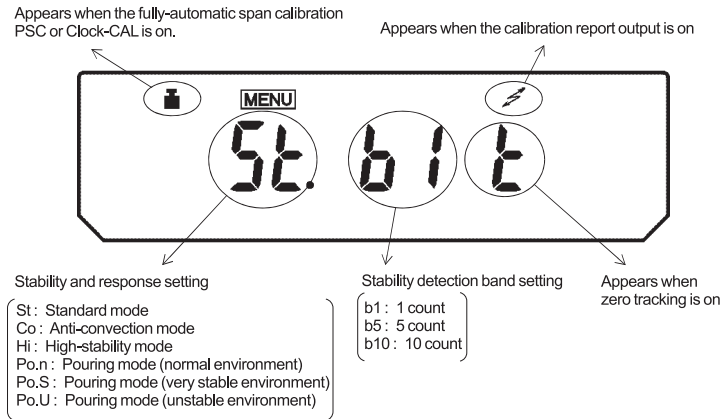 Appears when the fully-automatic span calibration
PSC or Clock-CAL is on.
Appears when the calibration report output is on
MENU
St. b1 t
Stability and response setting
St : Standard mode
Co : Anti-convection mode
Hi : High-stability mode
Po.n : Pouring mode (normal environment)
Po.S : Pouring mode (very stable environment)
Po.U : Pouring mode (unstable environment)
Stability detection band setting
b1 : 1 count
b5 : 5 count
b10 : 10 count
Appears when
zero tracking is on